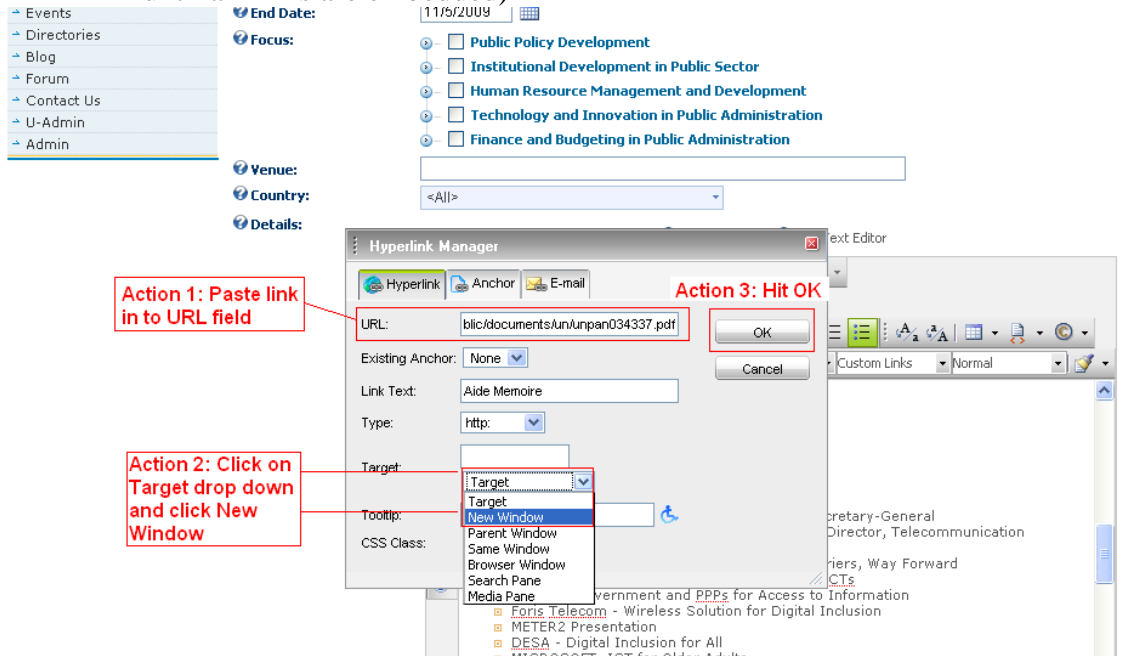 Events
Directories
Blog
Forum
Contact Us
U-Admin
Admin
End Date:
11/5/2009
Focus:
Public Policy Development
Institutional Development in Public Sector
Human Resource Management and Development
Technology and Innovation in Public Administration
Finance and Budgeting in Public Administration
Venue:
Country:
<All>
Details:
Text Editor
Hyperlink Manager
Hyperlink Anchor E-mail
Action 1: Paste link
in to URL field
Action 3: Hit OK
URL: blic/documents/un/unpan034337.pdf
OK
Existing Anchor: None
Cancel
Link Text: Aide Memoire
Type: http:
Custom Links Normal
Action 2: Click on
Target drop down
and click New
Window
Target:
Target
Target
New Window
Parent Window
Same Window
Browser Window
Search Pane
Media Pane
Tooltip:
CSS Class:
cretary-General
Director, Telecommunication
riers, Way Forward
CTs
vernment and PPPs for Access to Information
Foris Telecom - Wireless Solution for Digital Inclusion
METER2 Presentation
DESA - Digital Inclusion for All